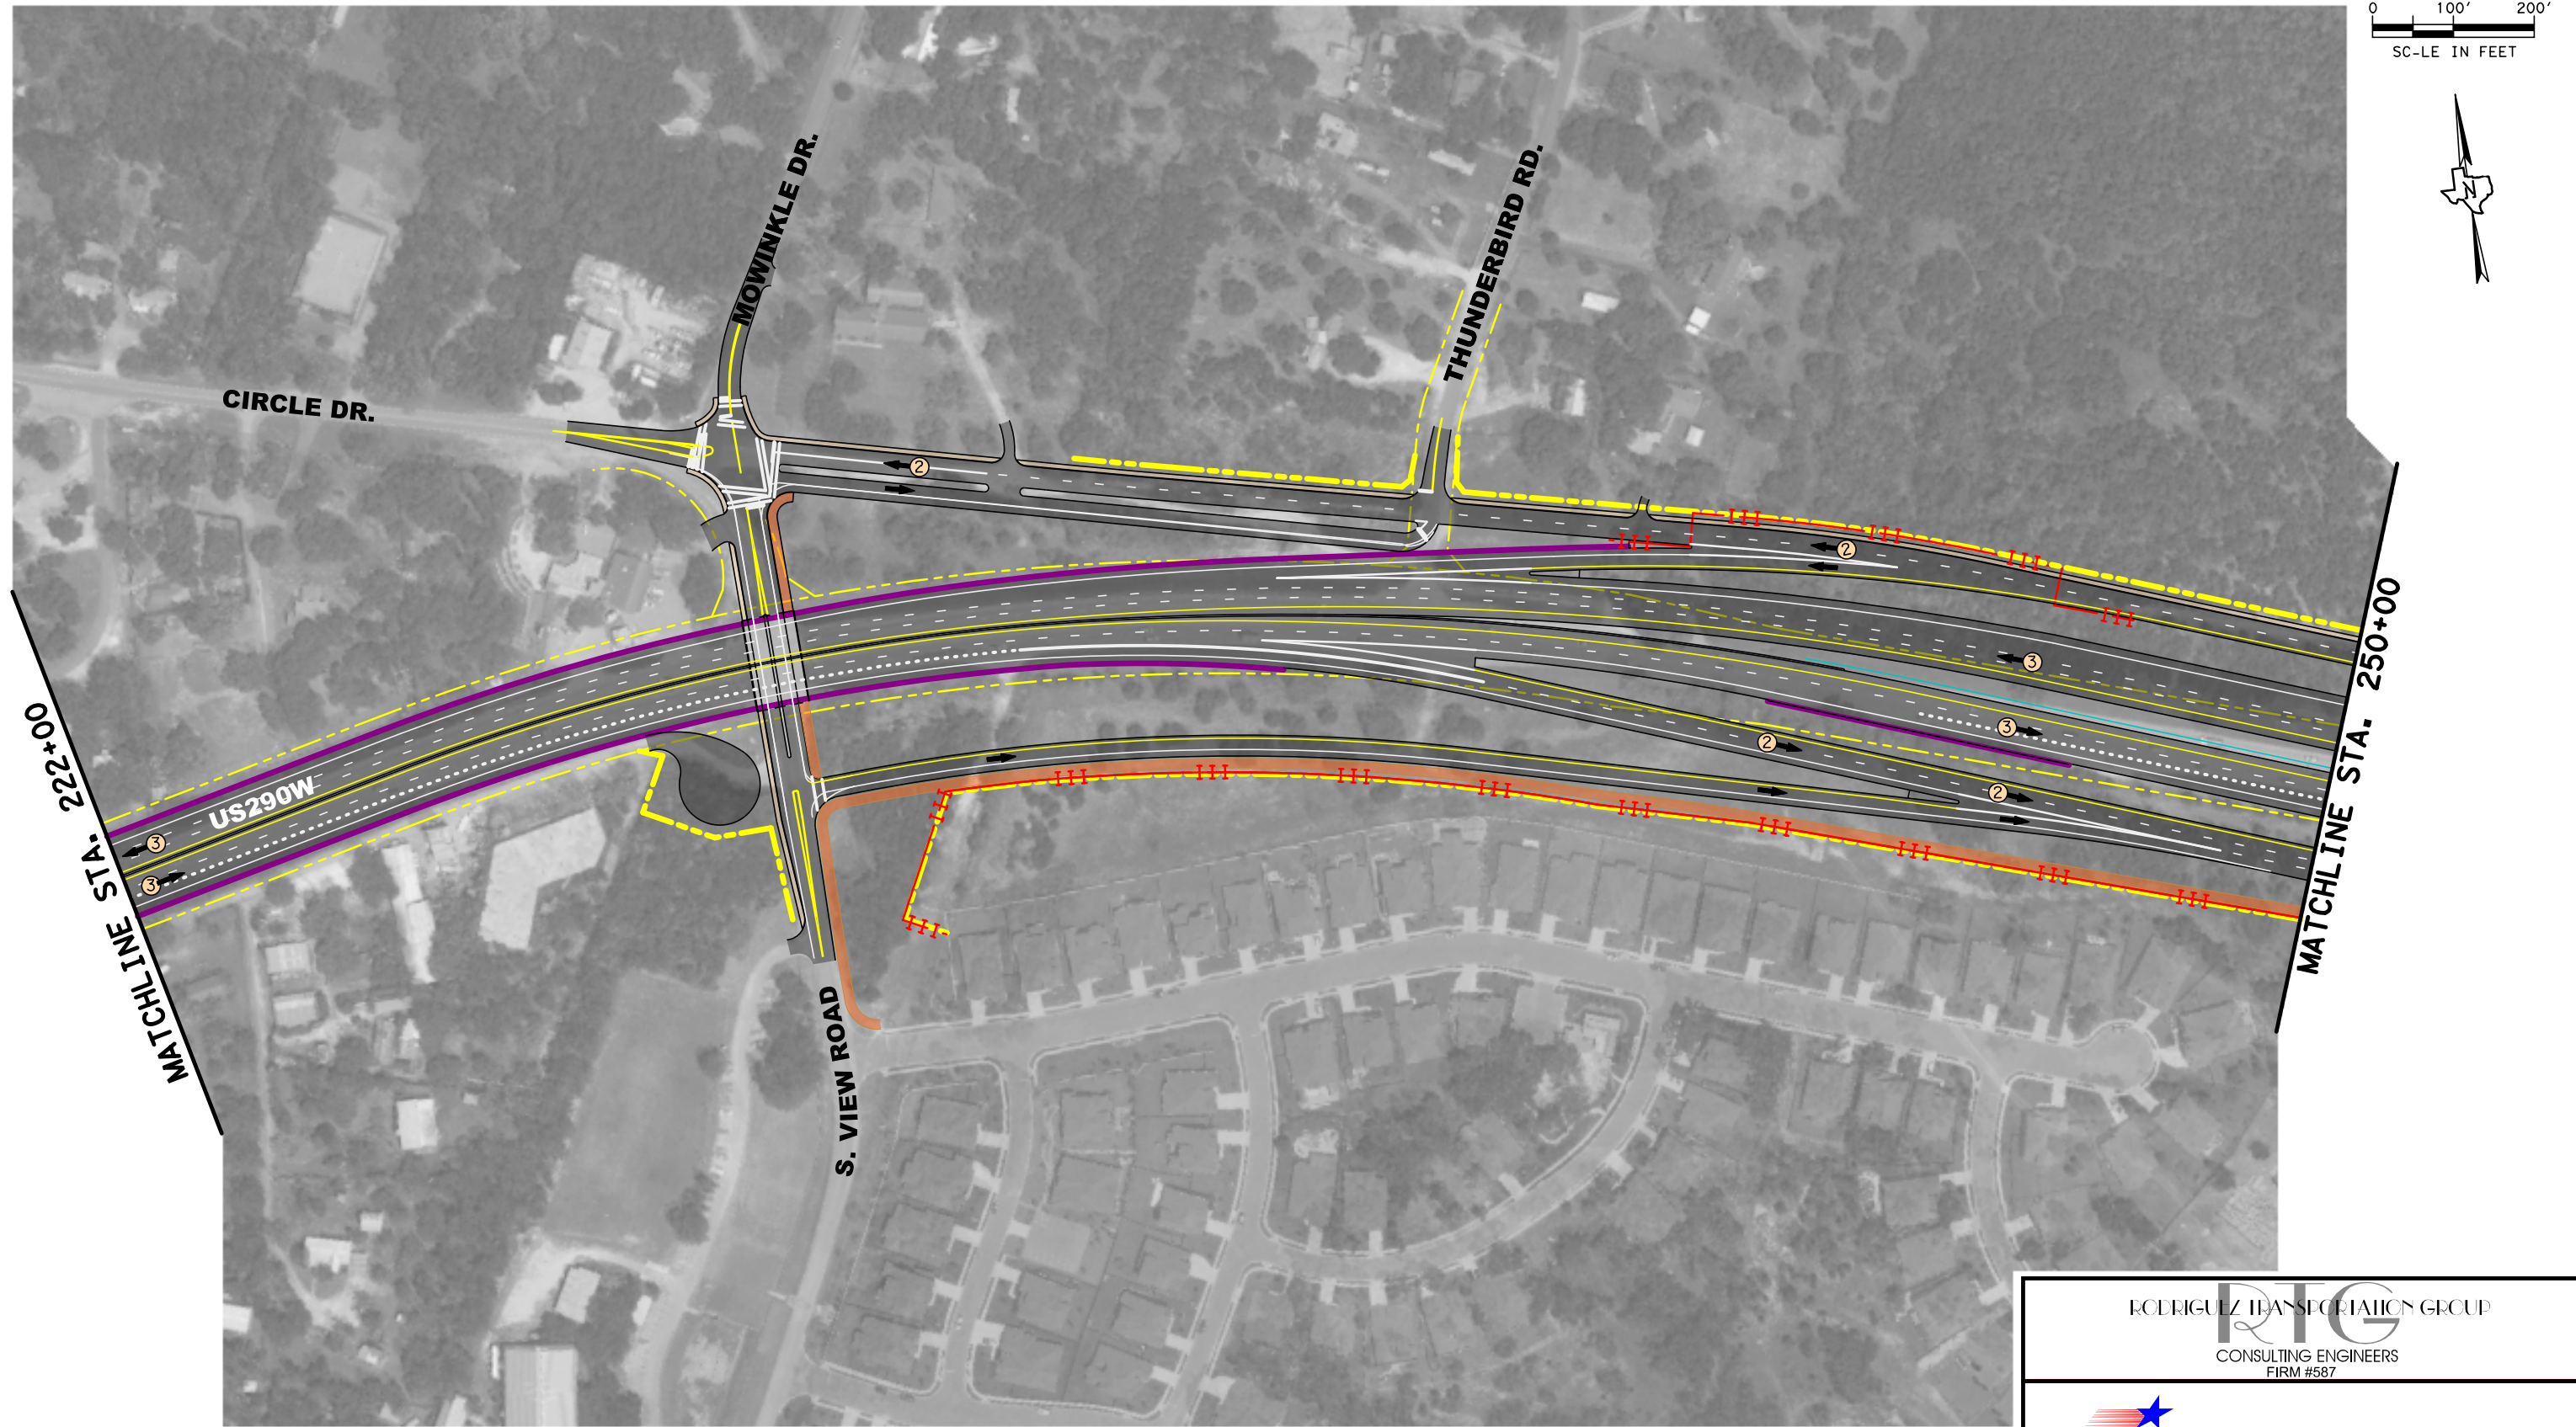 0 100' 200'
SC-LE IN FEET
N
MOWINKLE DR.
THUNDERBIRD RD.
CIRCLE DR.
2
2
3
3
2
2
US290W
3
3
MATCHLINE STA. 222+00
MATCHLINE STA. 250+00
S. VIEW ROAD
RODRIGUEZ TRANSPORTATION GROUP
RTG
CONSULTING ENGINEERS
FIRM #587